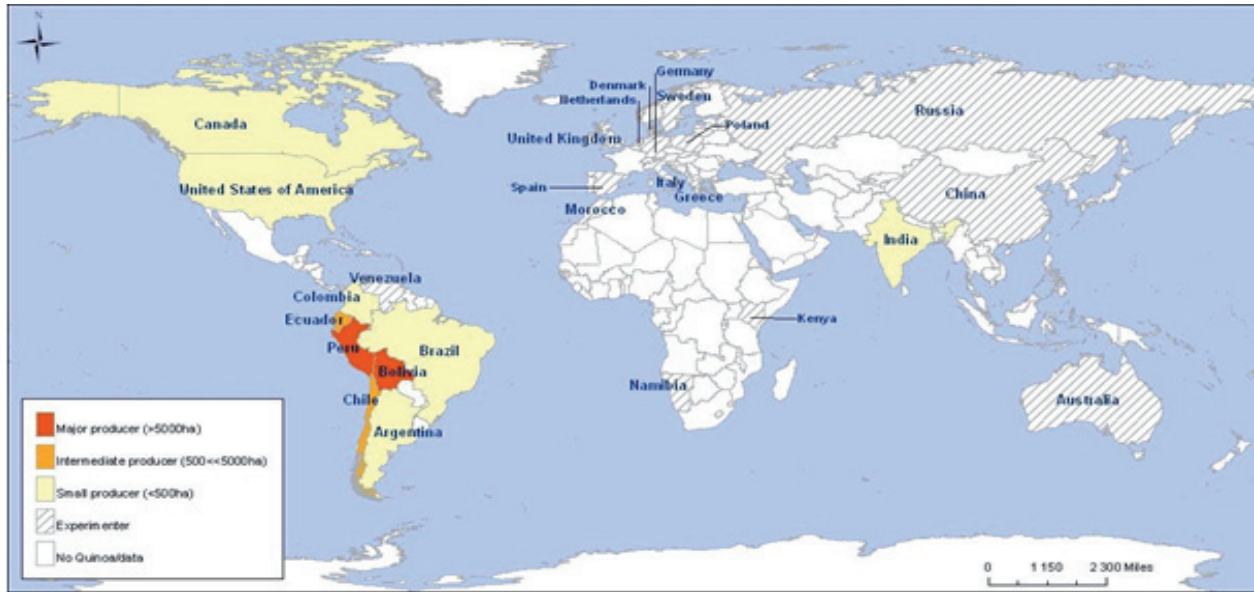 N
Germany
Denmark
Netherlands
Sweden
Russia
Canada
United Kingdom
Poland
United States of America
Spain
Italy
Greece
China
Morocco
India
Venezuela
Colombia
Ecuador
Kenya
Peru
Brazil
Bolivia
Namibia
Chile
Australia
Argentina
Major producer (>5000ha)
Intermediate producer (500<<5000ha)
Small producer (<500ha)
Experimenter
No Quinoa/data
0 1 150 2 300 Miles